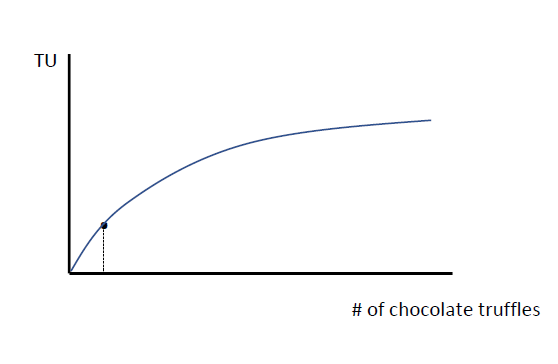 TU
# of chocolate truffles